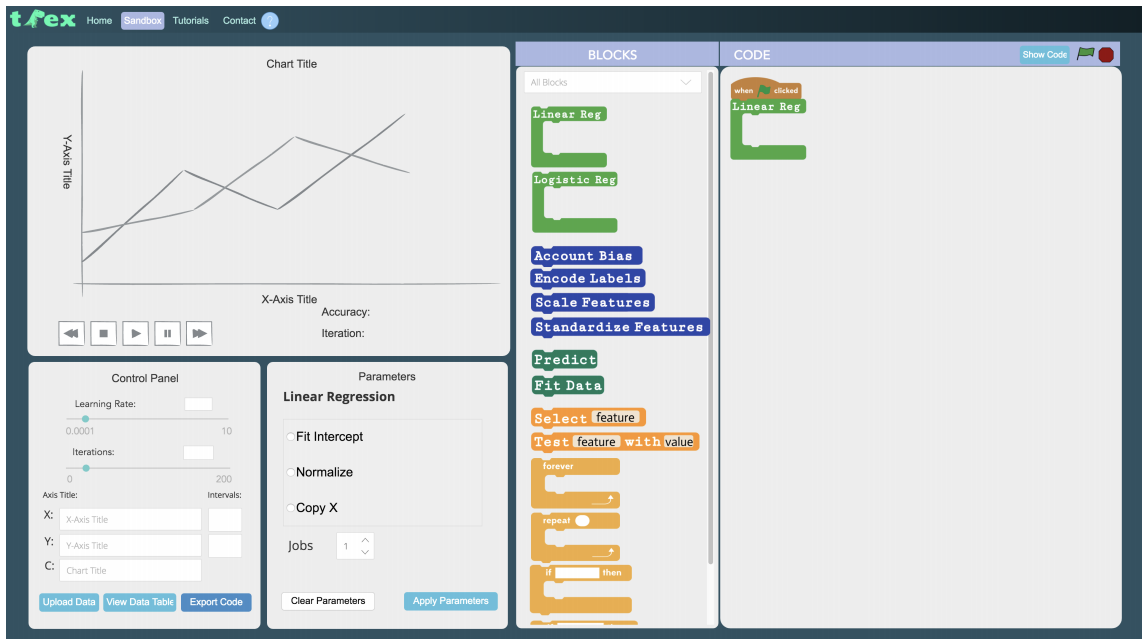 t rex Home Sandbox Tutorials Contact ?
Chart Title
Y-Axis Title
X-Axis Title
Accuracy:
Iteration:
Control Panel
Learning Rate:
0.0001 10
Iterations:
0 200
Axis Title: Intervals:
X: X-Axis Title
Y: Y-Axis Title
C: Chart Title
Upload Data View Data Table Export Code
Parameters
Linear Regression
Fit Intercept
Normalize
Copy X
Jobs 1
Clear Parameters Apply Parameters
BLOCKS
All Blocks
Linear Reg
Logistic Reg
Account Bias
Encode Labels
Scale Features
Standardize Features
Predict
Fit Data
Select feature
Test feature with value
forever
repeat
if then
CODE Show Code
when clicked
Linear Reg